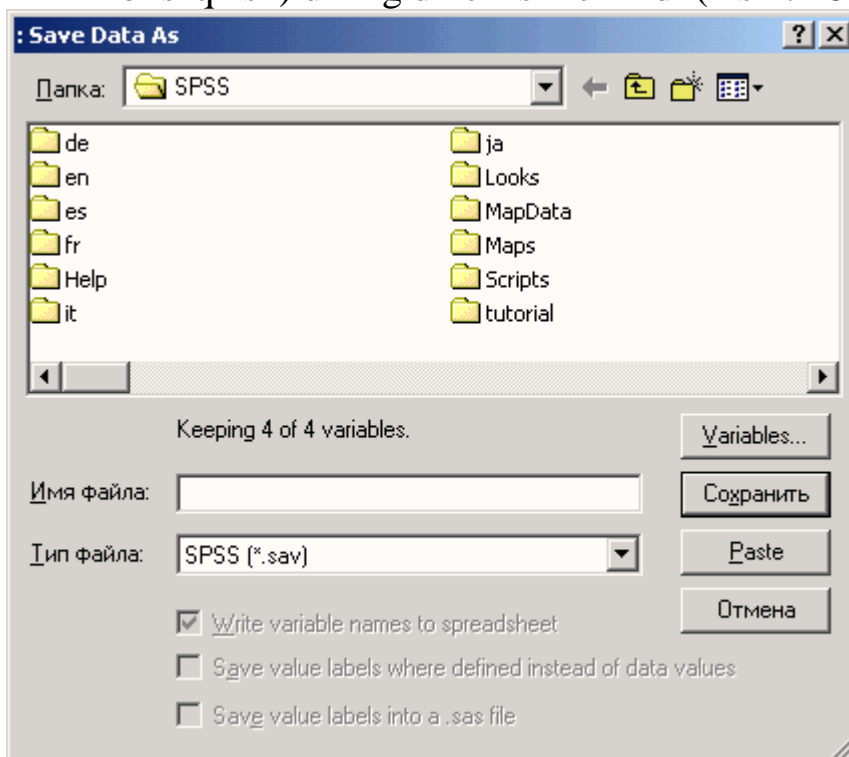 : Save Data As
Папка: SPSS
de
en
es
fr
Help
it
ja
Looks
MapData
Maps
Scripts
tutorial
Keeping 4 of 4 variables.
Variables...
Имя файла:
Сохранить
Тип файла: SPSS (*.sav)
Paste
Отмена
Write variable names to spreadsheet
Save value labels where defined instead of data values
Save value labels into a .sas file